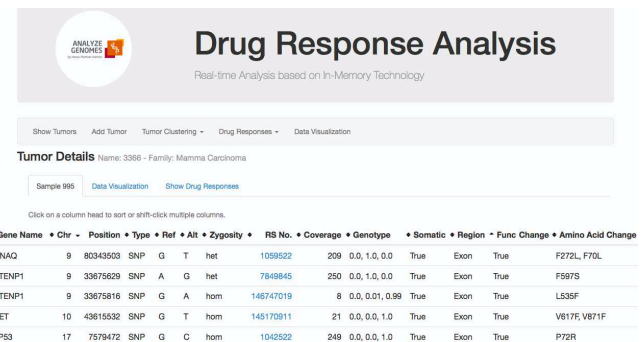 ANALYZE
GENOMES
Drug Response Analysis
Real-time Analysis based on In-Memory Technology
Show Tumors Add Tumor Tumor Clustering Drug Responses Data Visualization
Tumor Details Name: 3366 - Family: Mamma Carcinoma
Sample 995 Data Visualization Show Drug Responses
Click on a column head to sort or shift-click multiple columns.
Gene Name Chr Position Type Ref Alt Zygosity RS No. Coverage Genotype Somatic Region Func Change Amino Acid Change
NAQ 9 80343503 SNP G T het 1059522 209 0.0, 1.0, 0.0 True Exon True F272L, F70L
TENP1 9 33675629 SNP A G het 7849845 250 0.0, 1.0, 0.0 True Exon True F597S
TENP1 9 33675816 SNP G A hom 146747019 8 0.0, 0.01, 0.99 True Exon True L535F
ET 10 43615532 SNP G T hom 145170911 21 0.0, 0.0, 1.0 True Exon True V617F, V871F
P53 17 7579472 SNP G C hom 1042522 249 0.0, 0.0, 1.0 True Exon True P72R